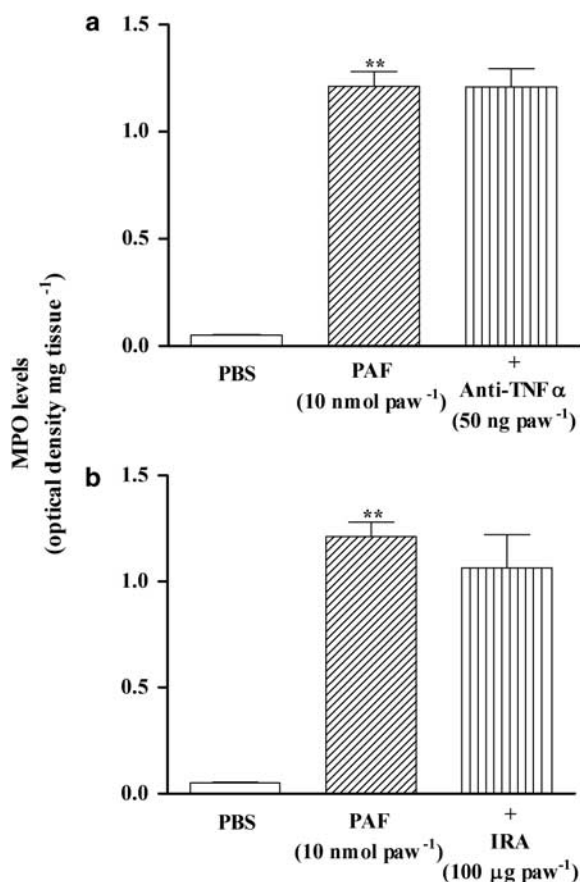 a
MPO levels
(optical density mg tissue⁻¹)
1.5
1.0
0.5
0.0
**
PBS
PAF
(10 nmol paw⁻¹)
+
Anti-TNF α
(50 ng paw⁻¹)
b
1.5
1.0
0.5
0.0
**
PBS
PAF
(10 nmol paw⁻¹)
+
IRA
(100 µg paw⁻¹)